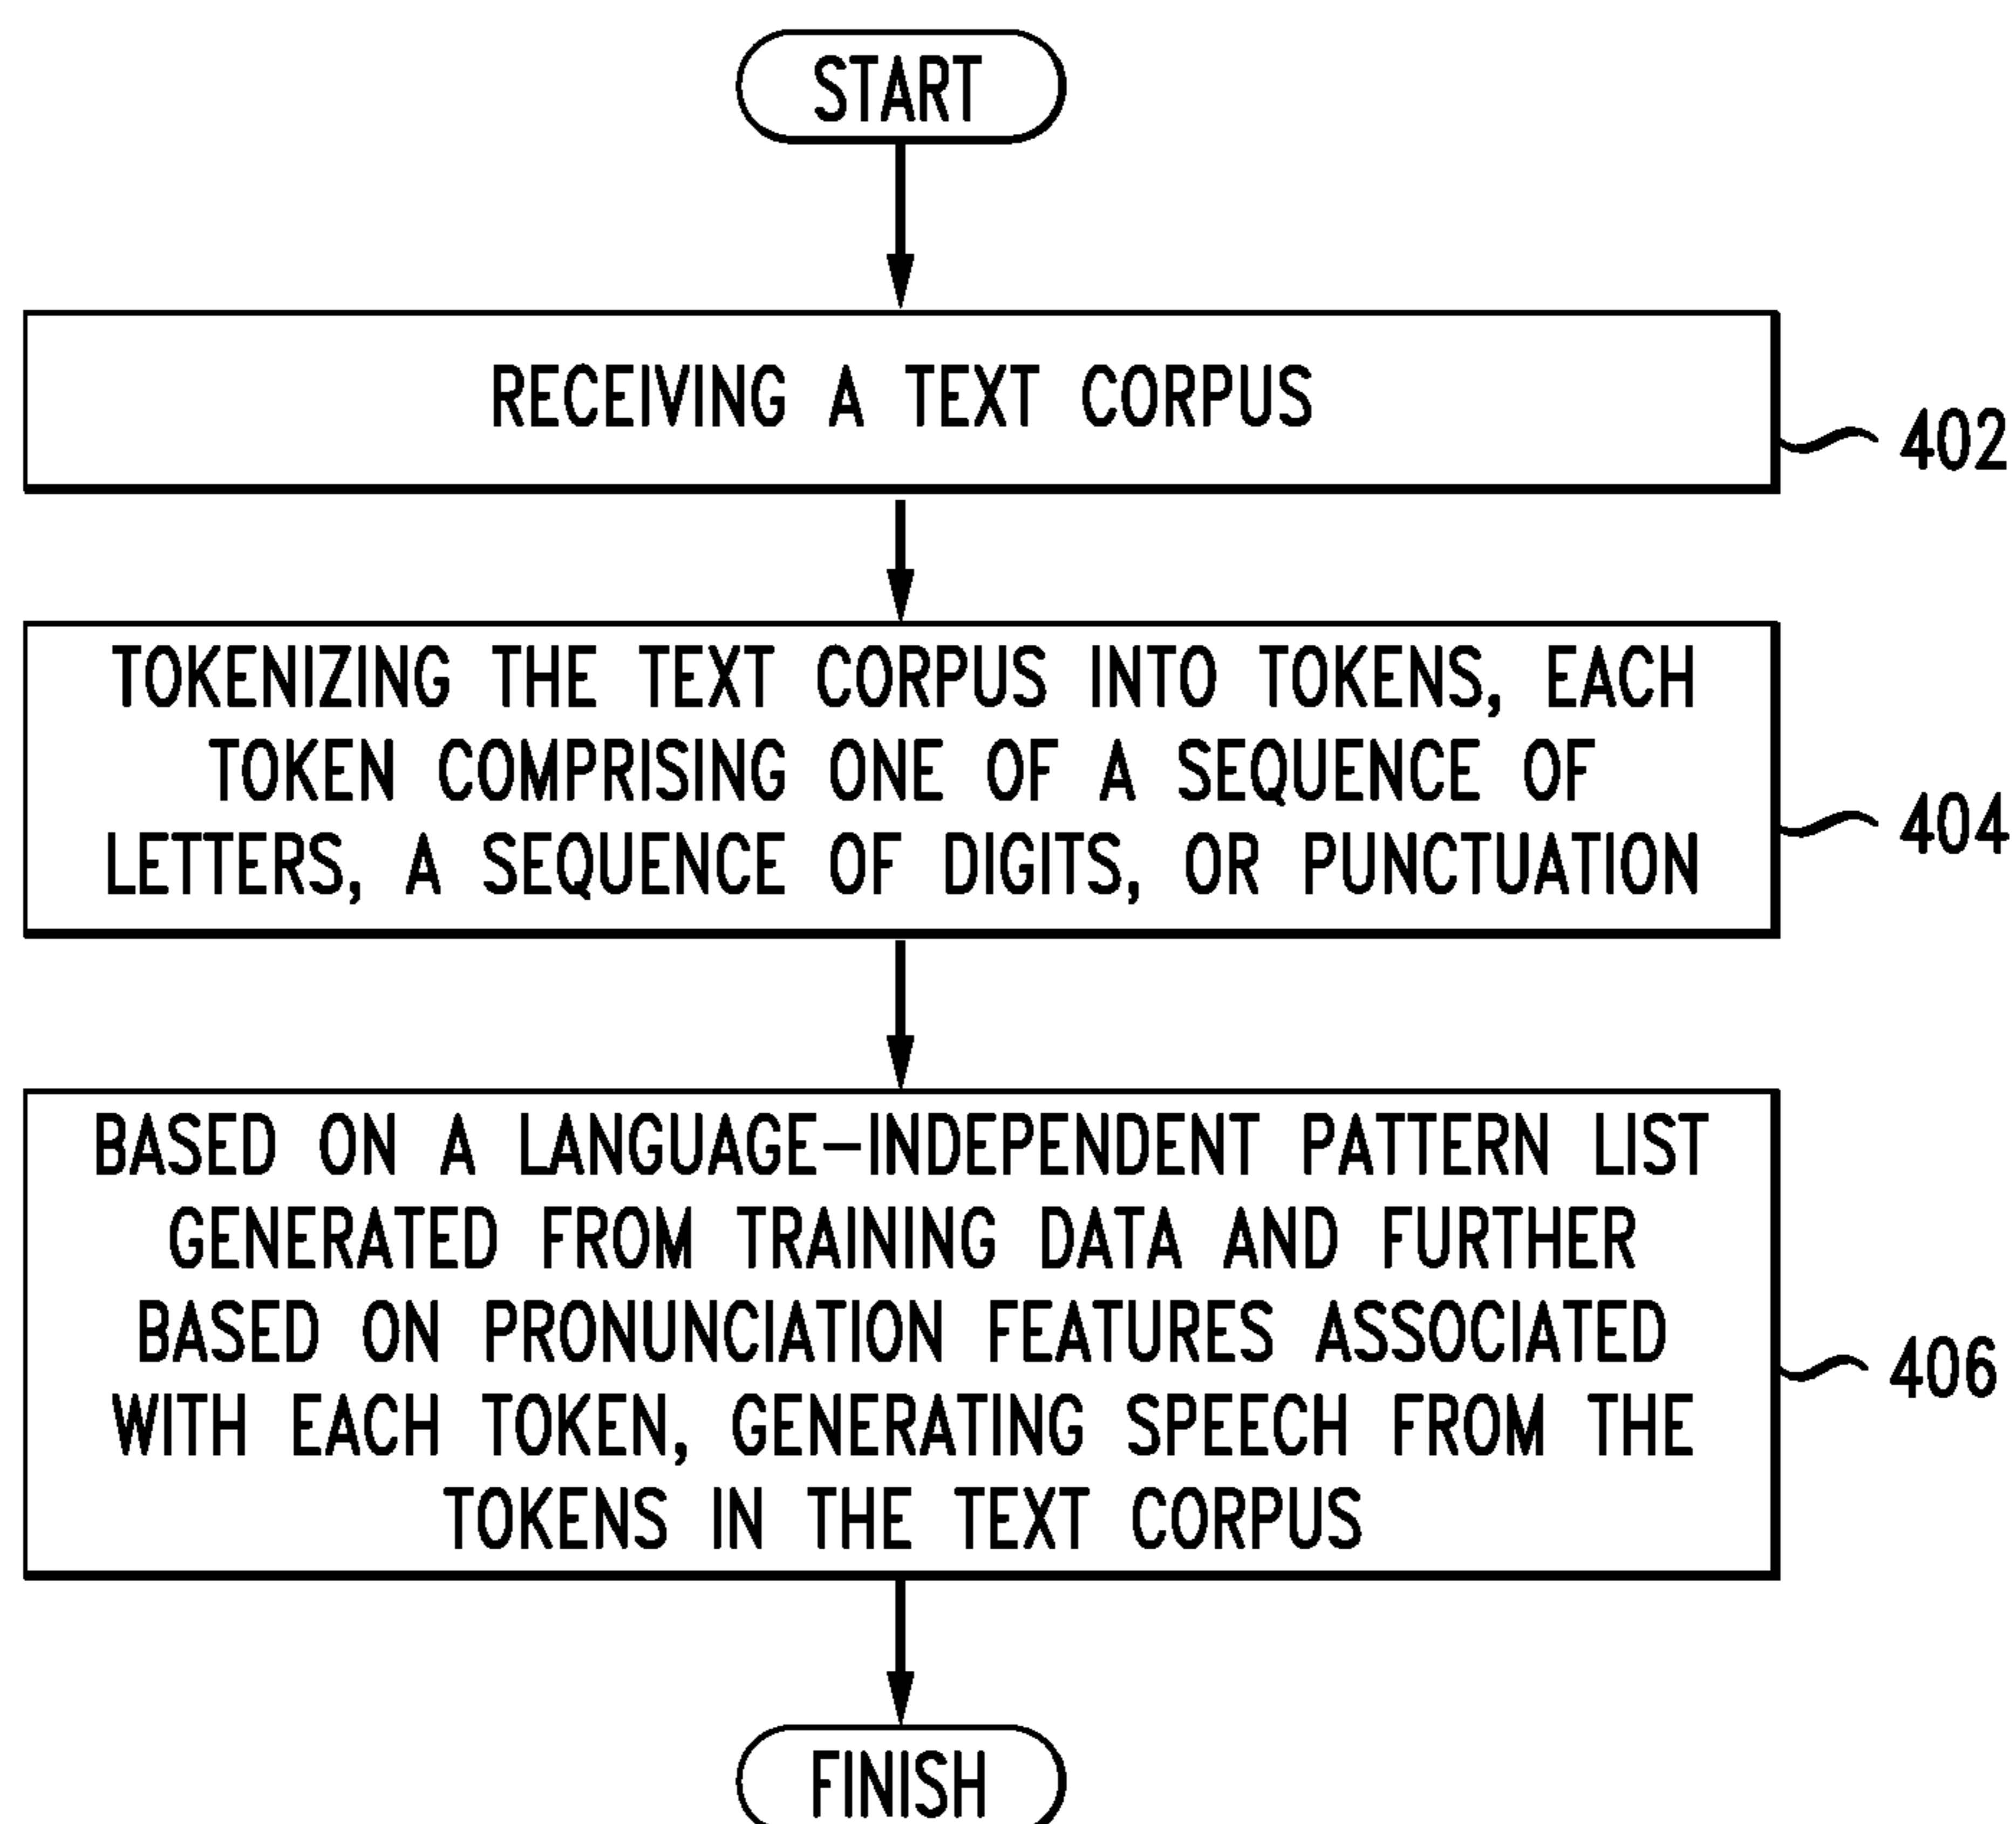 START
RECEIVING A TEXT CORPUS
402
TOKENIZING THE TEXT CORPUS INTO TOKENS, EACH
TOKEN COMPRISING ONE OF A SEQUENCE OF
LETTERS, A SEQUENCE OF DIGITS, OR PUNCTUATION
404
BASED ON A LANGUAGE-INDEPENDENT PATTERN LIST
GENERATED FROM TRAINING DATA AND FURTHER
BASED ON PRONUNCIATION FEATURES ASSOCIATED
WITH EACH TOKEN, GENERATING SPEECH FROM THE
TOKENS IN THE TEXT CORPUS
406
FINISH